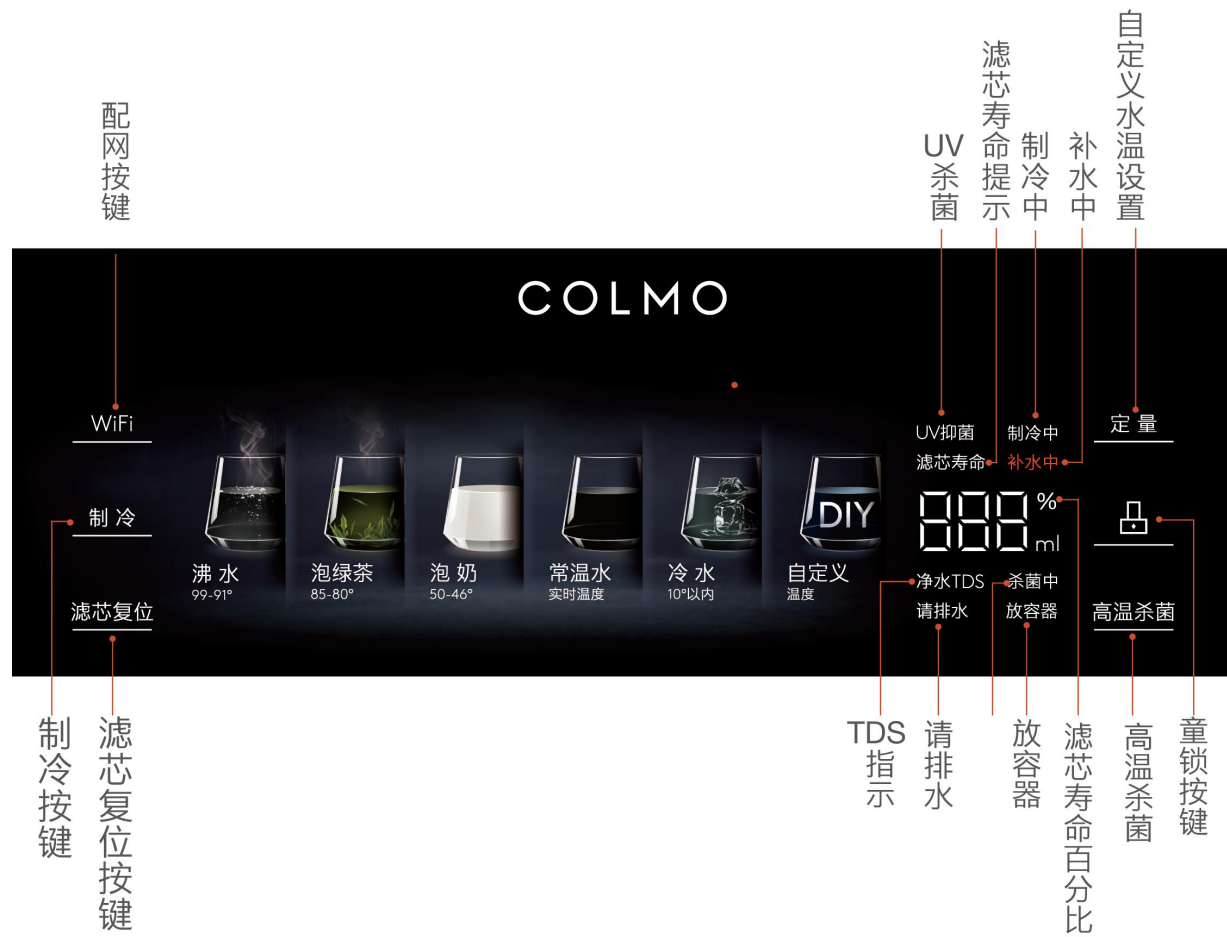 配网按键
UV杀菌
滤芯寿命提示
制冷中
补水中
自定义水温设置
COLMO
WiFi
制冷
滤芯复位
DIY
沸水
99-91°
泡绿茶
85-80°
泡奶
50-46°
常温水
实时温度
冷水
10°以内
自定义
温度
UV抑菌
制冷中
滤芯寿命
补水中
888%
ml
净水TDS
杀菌中
请排水
放容器
定量
高温杀菌
制冷按键
滤芯复位按键
TDS指示
请排水
放容器
滤芯寿命百分比
高温杀菌
童锁按键